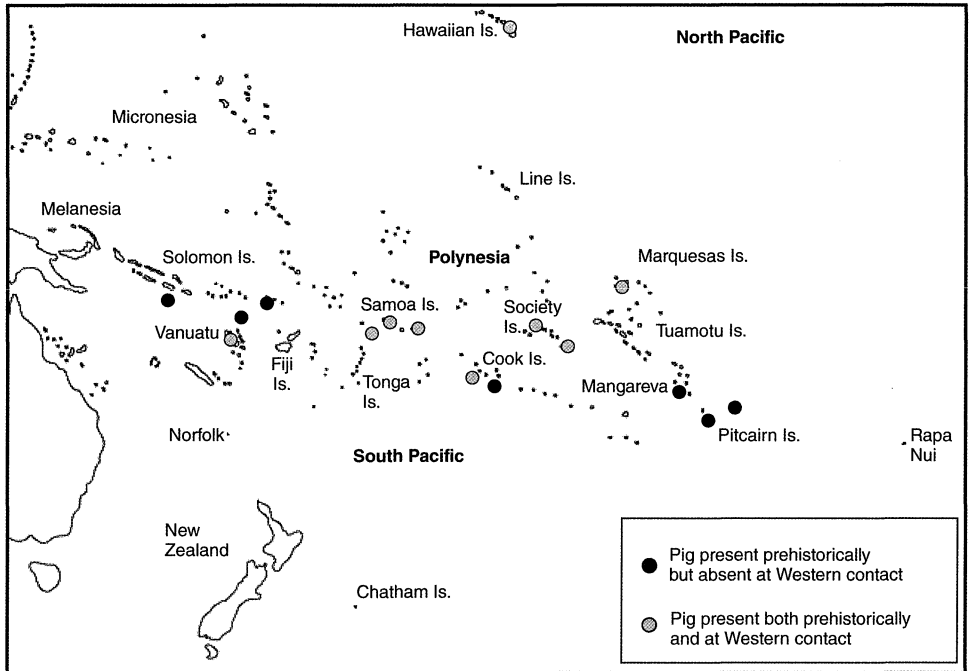 Hawaiian Is.
North Pacific
Micronesia
Line Is.
Melanesia
Solomon Is.
Polynesia
Marquesas Is.
Samoa Is.
Society
Is.
Vanuatu
Tuamotu Is.
Fiji
Is.
Tonga
Is.
Cook Is.
Mangareva
Norfolk
Pitcairn Is.
Rapa
Nui
South Pacific
New
Zealand
Chatham Is.
Pig present prehistorically
but absent at Western contact
Pig present both prehistorically
and at Western contact